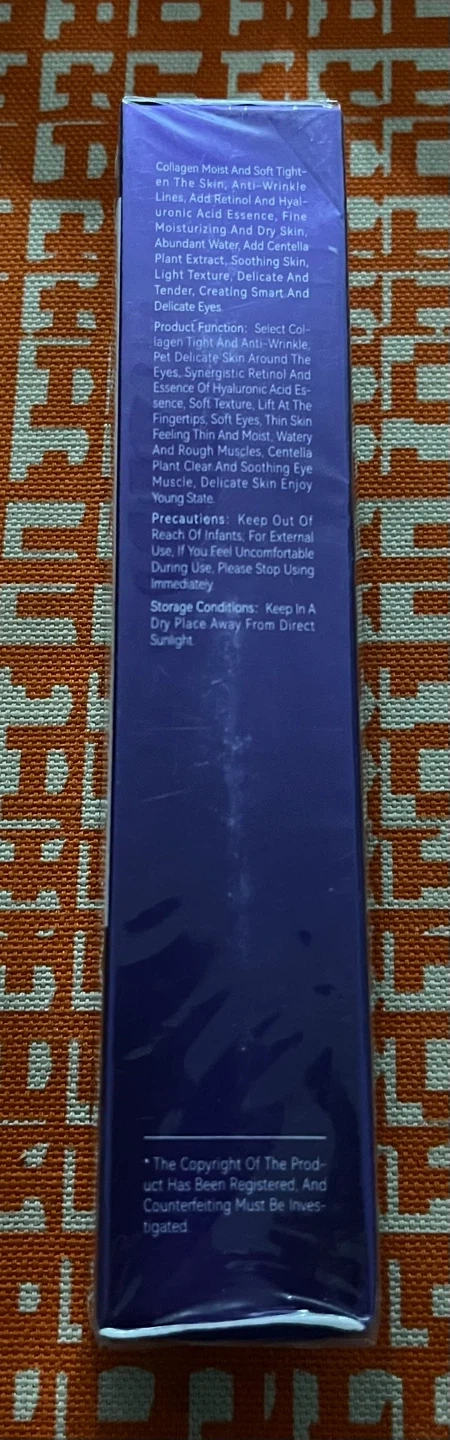 Collagen Moist And Soft Tight-
en The Skin, Anti-Wrinkle
Lines, Add Retinol And Hyal-
uronic Acid Essence, Fine
Moisturizing And Dry Skin,
Abundant Water, Add Centella
Plant Extract, Soothing Skin,
Light Texture, Delicate And
Tender, Creating Smart And
Delicate Eyes.
Product Function: Select Col-
lagen Tight And Anti-Wrinkle,
Pet Delicate Skin Around The
Eyes, Synergistic Retinol And
Essence Of Hyaluronic Acid Es-
sence, Soft Texture, Lift At The
Fingertips, Soft Eyes, Thin Skin
Feeling Thin And Moist, Watery
And Rough Muscles, Centella
Plant Clear And Soothing Eye
Muscle, Delicate Skin Enjoy
Young State.
Precautions: Keep Out Of
Reach Of Infants, For External
Use, If You Feel Uncomfortable
During Use, Please Stop Using
Immediately.
Storage Conditions: Keep In A
Dry Place Away From Direct
Sunlight.
* The Copyright Of The Prod-
uct Has Been Registered, And
Counterfeiting Must Be Inves-
tigated.